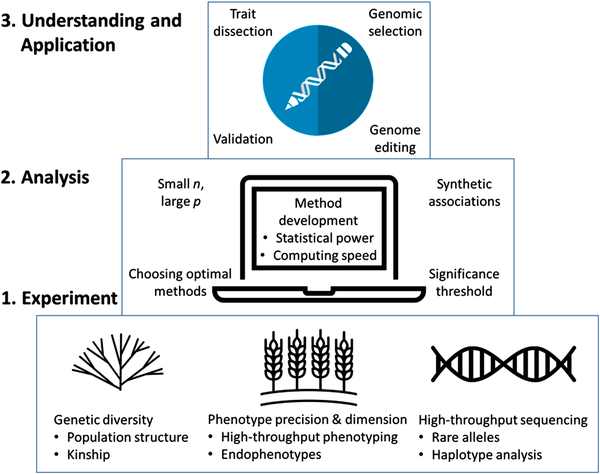 3. Understanding and
Application
Trait
dissection
Genomic
selection
Validation
Genome
editing
2. Analysis
Small n,
large p
Method
development
• Statistical power
• Computing speed
Synthetic
associations
Choosing optimal
methods
Significance
threshold
1. Experiment
Genetic diversity
• Population structure
• Kinship
Phenotype precision & dimension
• High-throughput phenotyping
• Endophenotypes
High-throughput sequencing
• Rare alleles
• Haplotype analysis